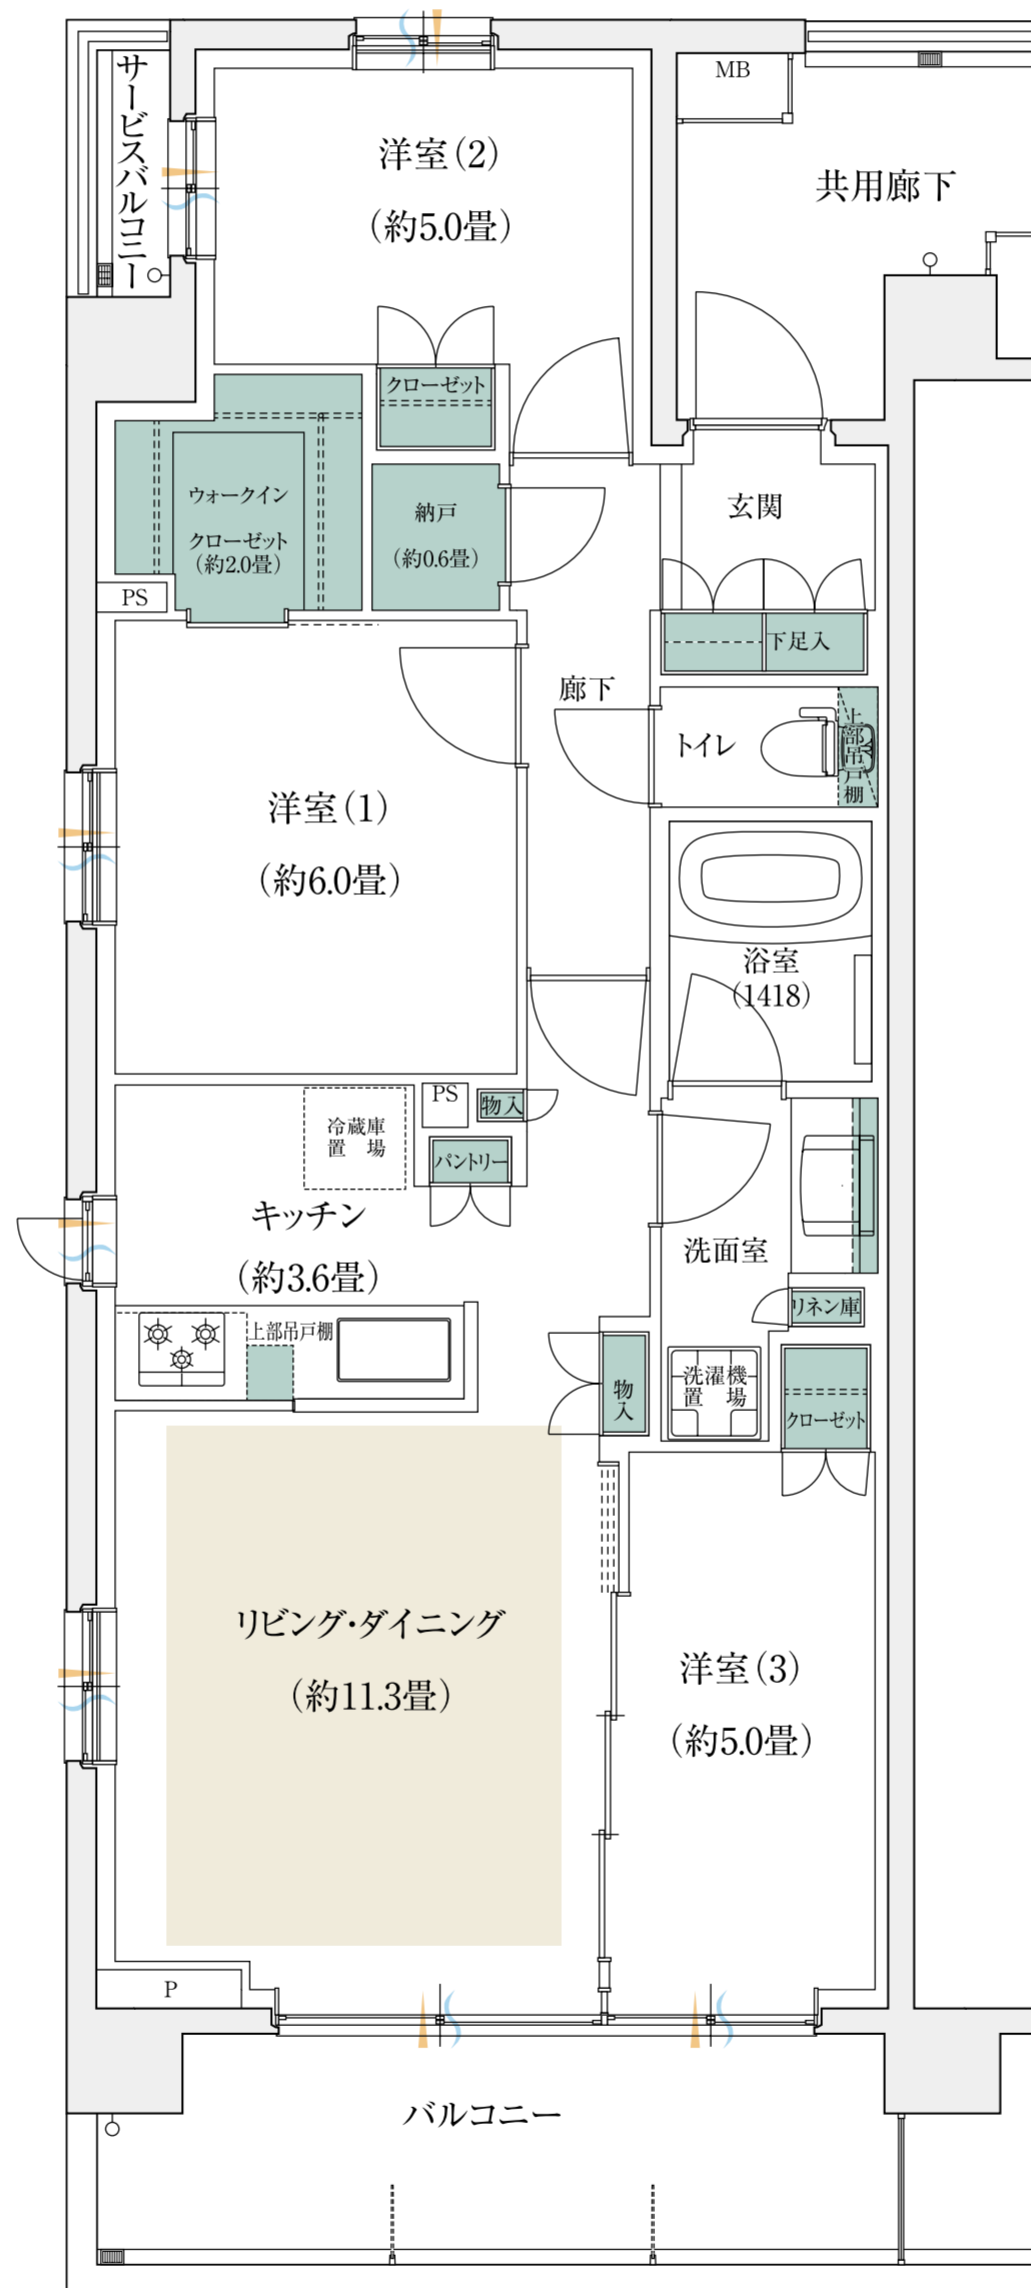 サービスバルコニー
洋室(2)
(約5.0畳)
MB
共用廊下
クローゼット
ウォークイン
クローゼット
(約2.0畳)
納戸
(約0.6畳)
玄関
PS
下足入
廊下
トイレ
上部吊戸棚
洋室(1)
(約6.0畳)
浴室
(1418)
冷蔵庫
置場
PS
物入
パントリー
キッチン
(約3.6畳)
洗面室
リネン庫
上部吊戸棚
物入
洗濯機
置場
クローゼット
リビング・ダイニング
(約11.3畳)
洋室(3)
(約5.0畳)
P
バルコニー